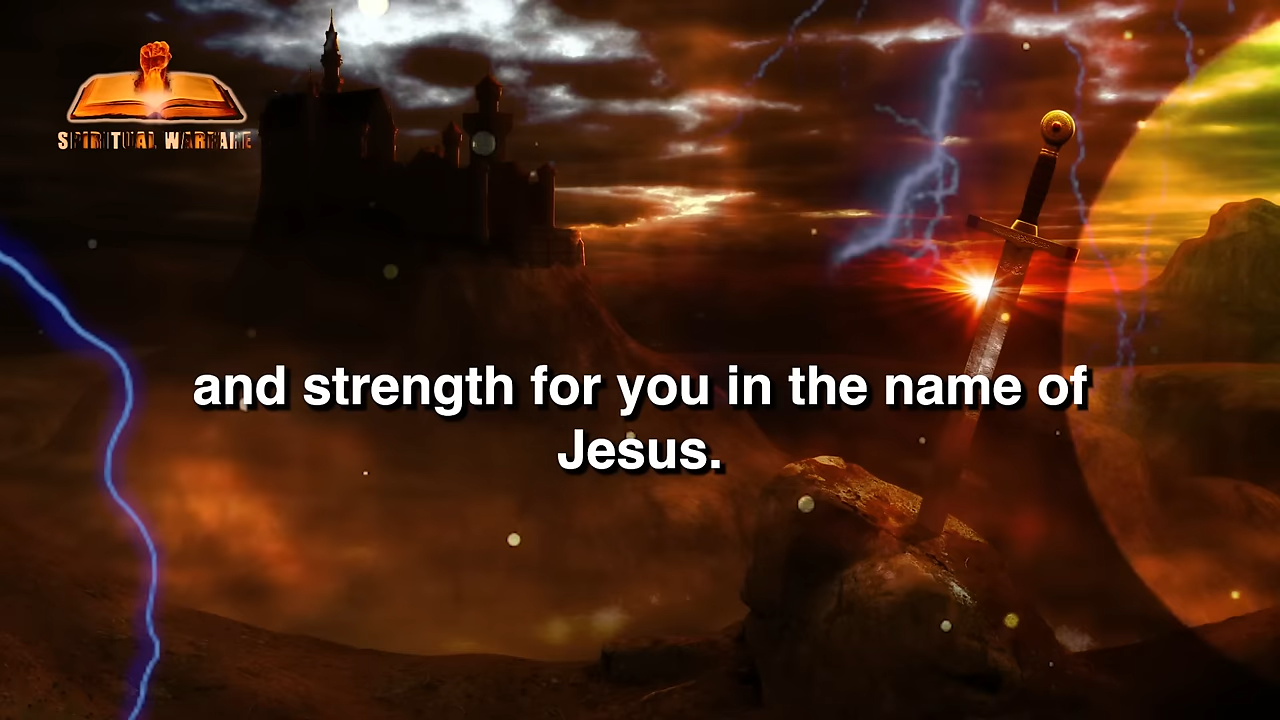 SPIRITUAL WARFARE
and strength for you in the name of
Jesus.